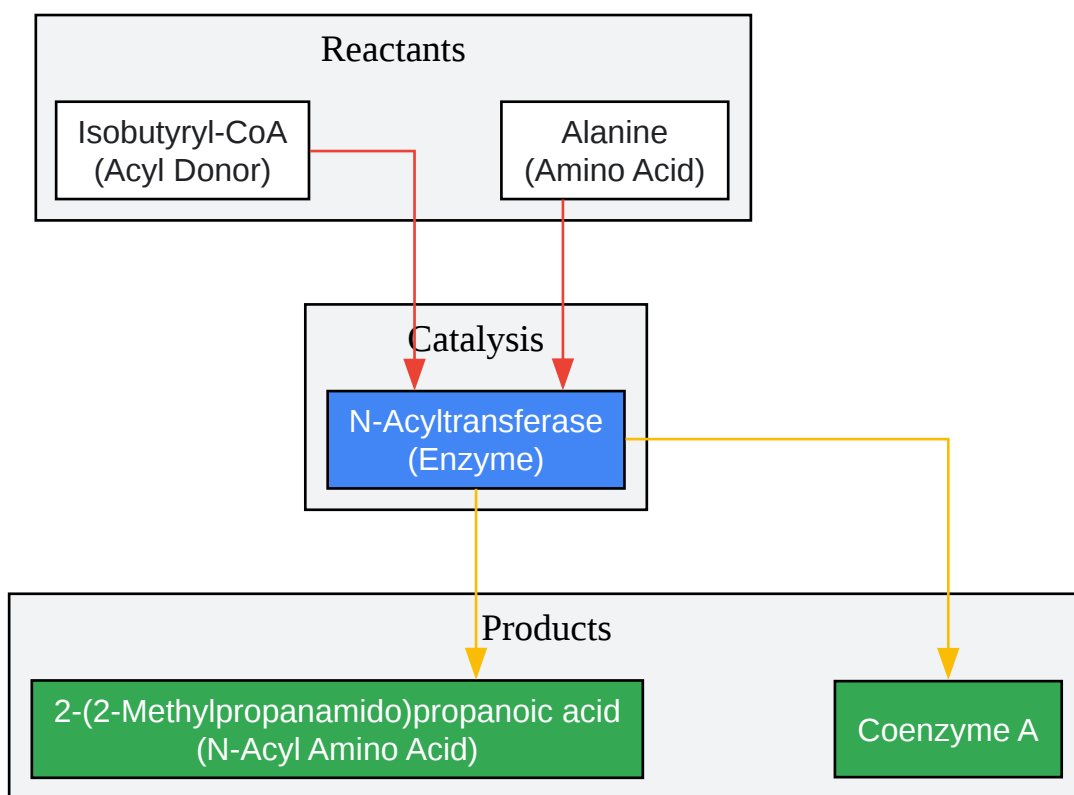 Reactants
Isobutyryl-CoA
(Acyl Donor)
Alanine
(Amino Acid)
Catalysis
N-Acyltransferase
(Enzyme)
Products
2-(2-Methylpropanamido)propanoic acid
(N-Acyl Amino Acid)
Coenzyme A